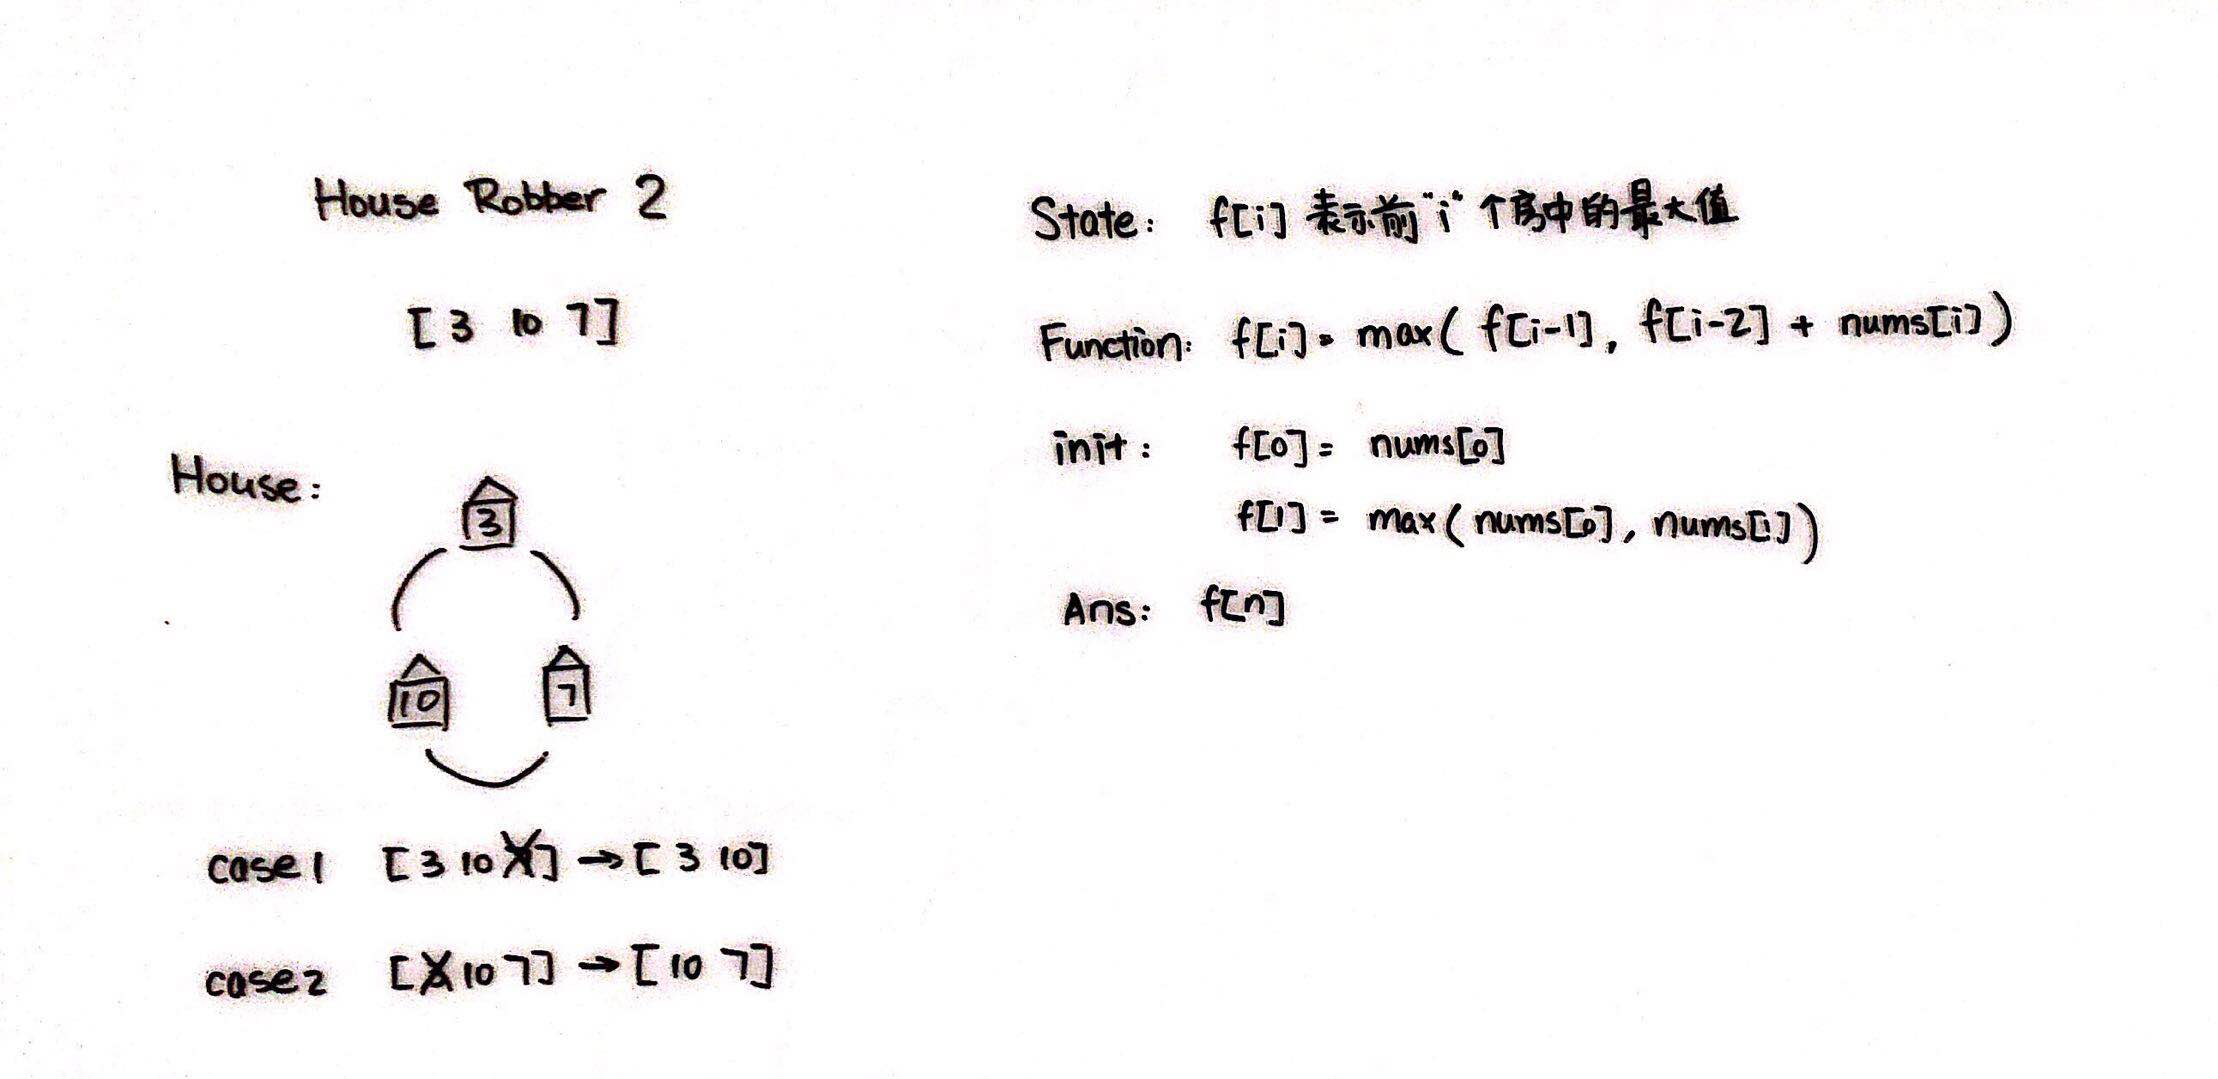 House Robber 2
[ 3 10 7 ]
House:
3
10 7
case1 [ 3 10 7 ] → [ 3 10 ]
case2 [ 3 10 7 ] → [ 10 7 ]
State: f[i] 表示前"i"个房中的最大值
Function: f[i] = max( f[i-1], f[i-2] + nums[i] )
init: f[0] = nums[0]
f[1] = max( nums[0], nums[1] )
Ans: f[n]